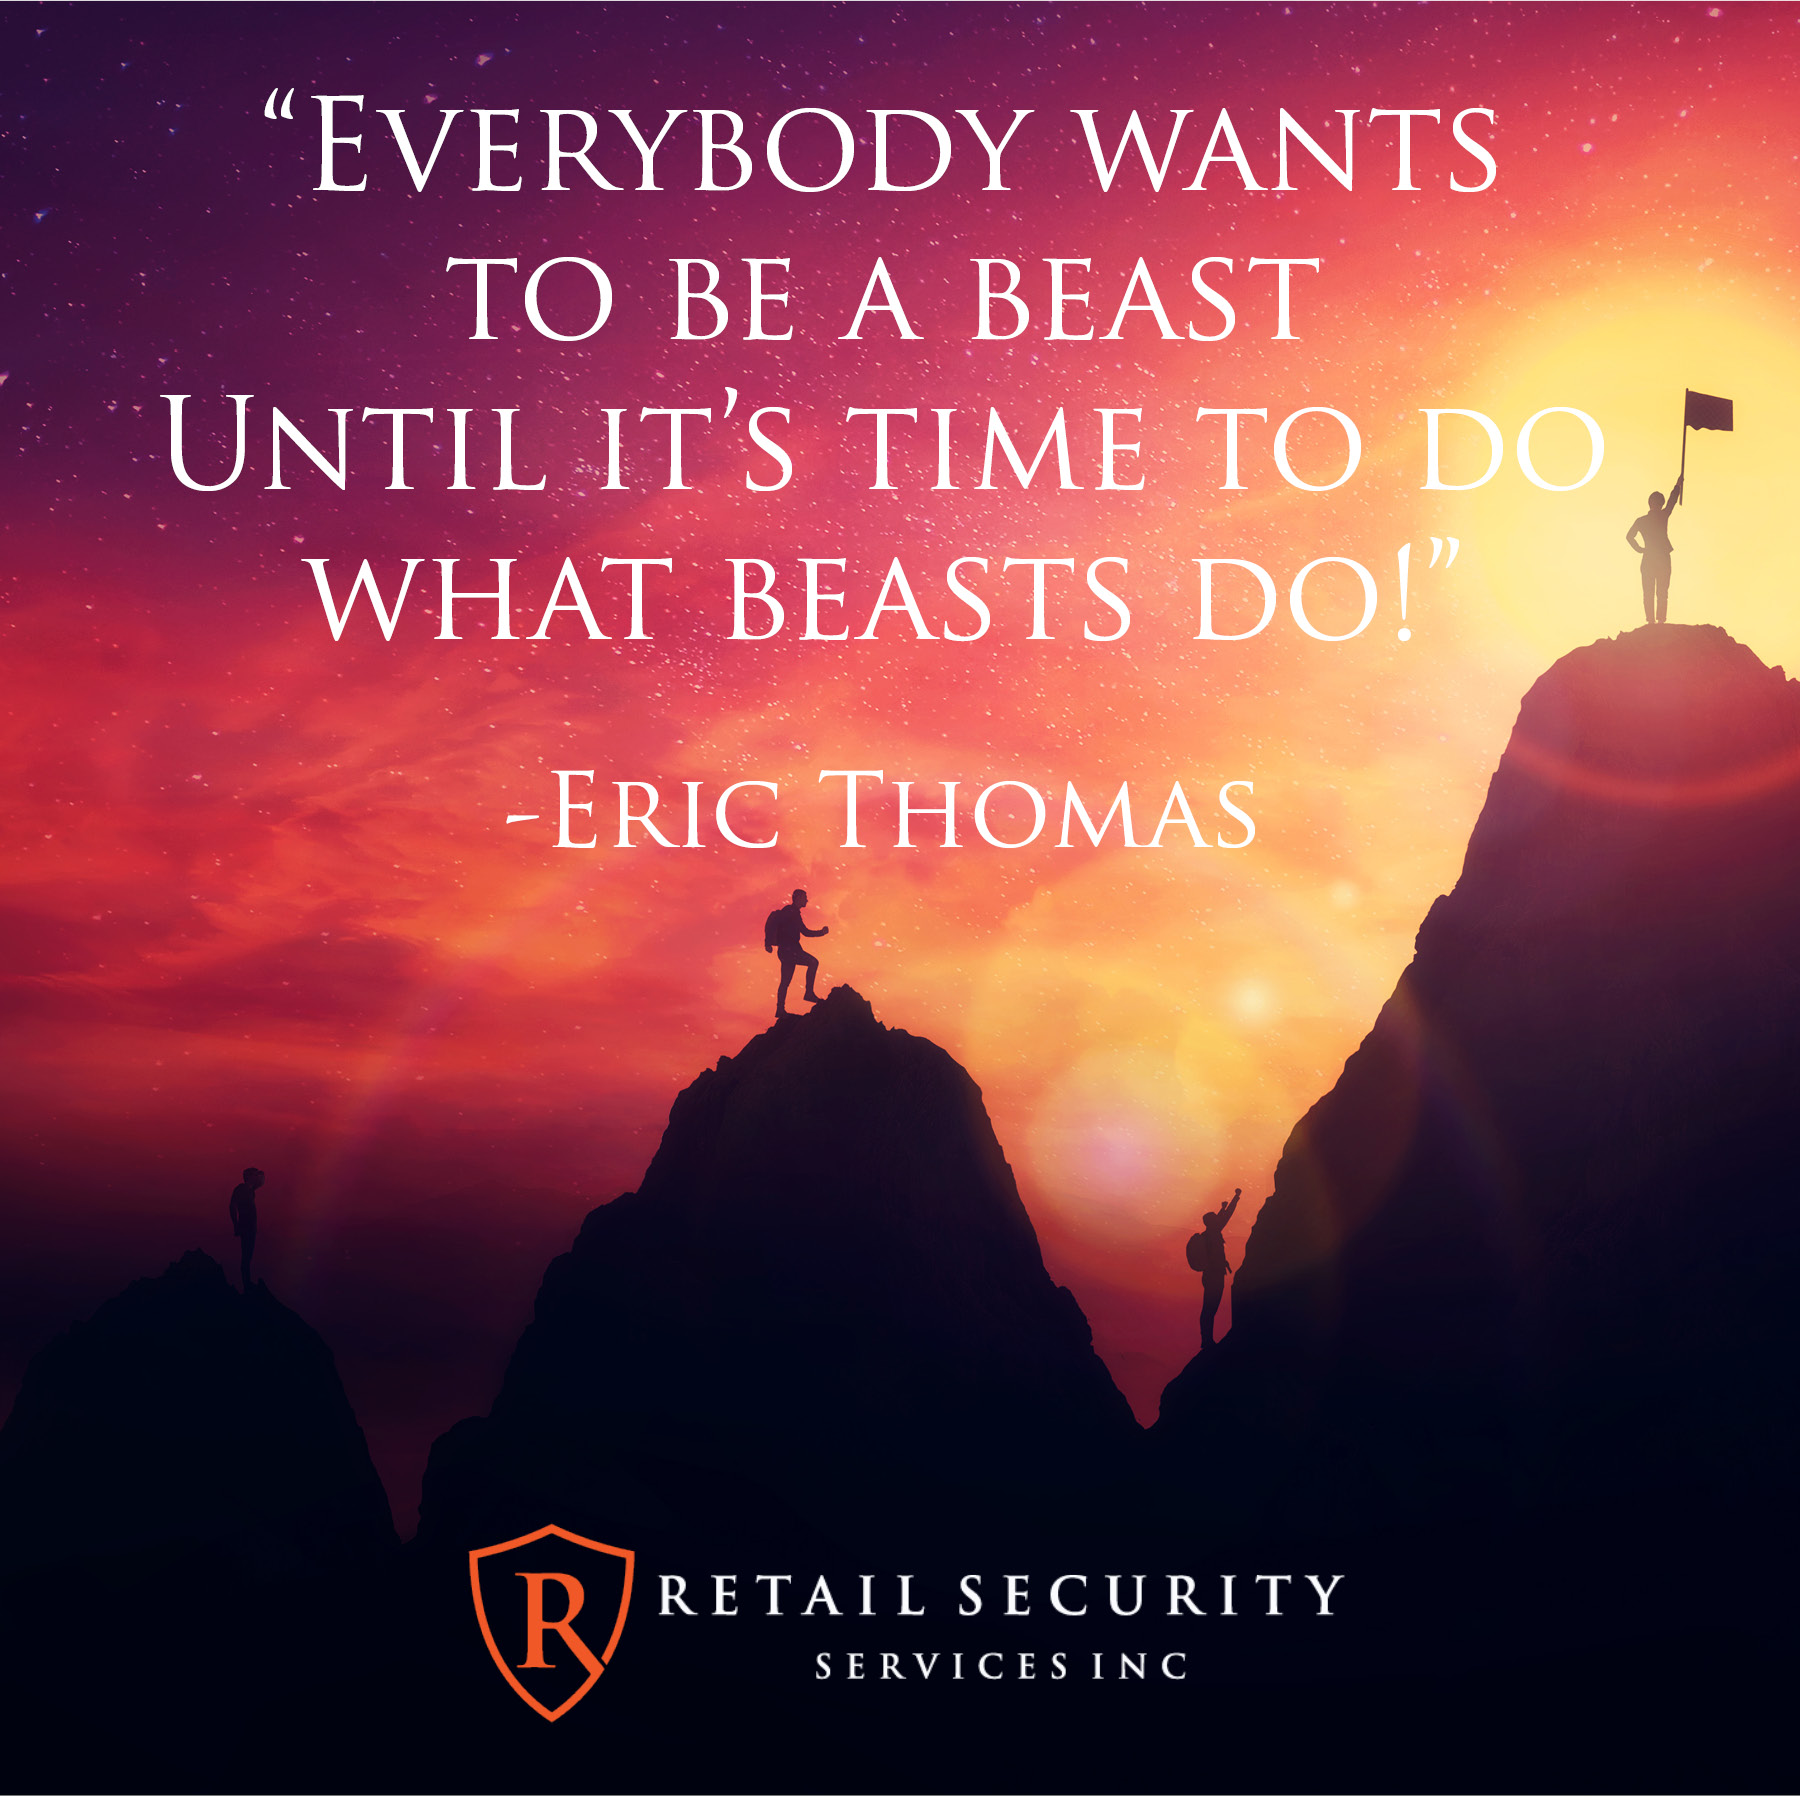 “Everybody wants
to be a beast
Until it’s time to do
what beasts do!”
-Eric Thomas
R
RETAIL SECURITY
SERVICES INC